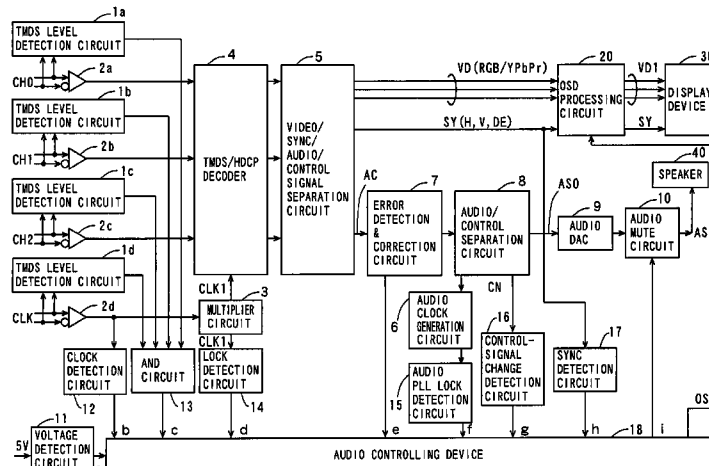 1a
TMDS LEVEL
DETECTION CIRCUIT
2a
CH0
1b
TMDS LEVEL
DETECTION CIRCUIT
2b
CH1
1c
TMDS LEVEL
DETECTION CIRCUIT
2c
CH2
1d
TMDS LEVEL
DETECTION CIRCUIT
2d
CLK
4
TMDS/HDCP
DECODER
5
VIDEO/
SYNC/
AUDIO/
CONTROL
SIGNAL
SEPARATION
CIRCUIT
VD(RGB/YPbPr)
SY(H, V, DE)
20
OSD
PROCESSING
CIRCUIT
VD1
SY
DISPLAY
DEVICE
40
SPEAKER
AC
7
ERROR
DETECTION
&
CORRECTION
CIRCUIT
8
AUDIO/
CONTROL
SEPARATION
CIRCUIT
ASO
9
AUDIO
DAC
10
AUDIO
MUTE
CIRCUIT
AS
CLK1
3
MULTIPLIER
CIRCUIT
CLK1
CN
6
AUDIO
CLOCK
GENERATION
CIRCUIT
15
AUDIO
PLL LOCK
DETECTION
CIRCUIT
16
CONTROL-
SIGNAL
CHANGE
DETECTION
CIRCUIT
17
SYNC
DETECTION
CIRCUIT
CLOCK
DETECTION
CIRCUIT
12
AND
CIRCUIT
13
LOCK
DETECTION
CIRCUIT
14
11
5V
VOLTAGE
DETECTION
CIRCUIT
b
c
d
e
f
g
h
18
i
OS
AUDIO CONTROLLING DEVICE